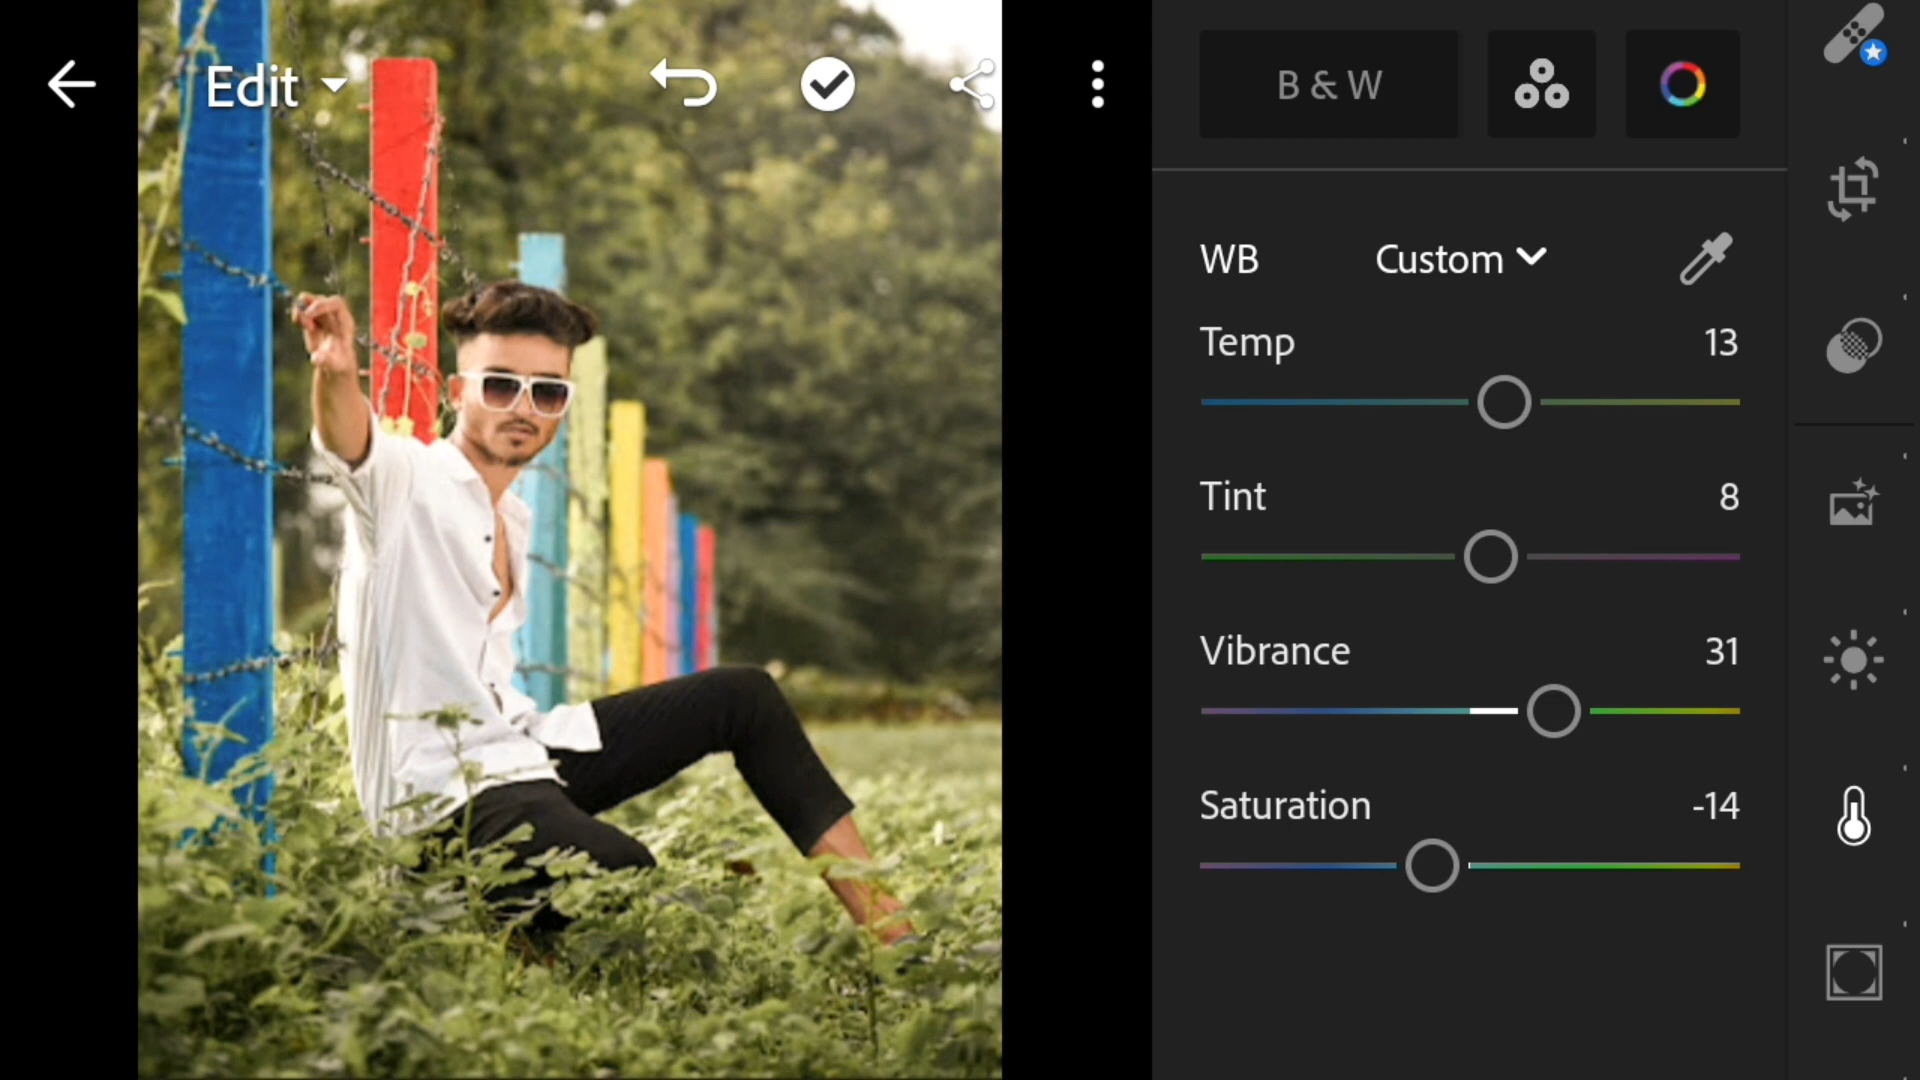 Edit
B & W
WB Custom
Temp 13
Tint 8
Vibrance 31
Saturation -14